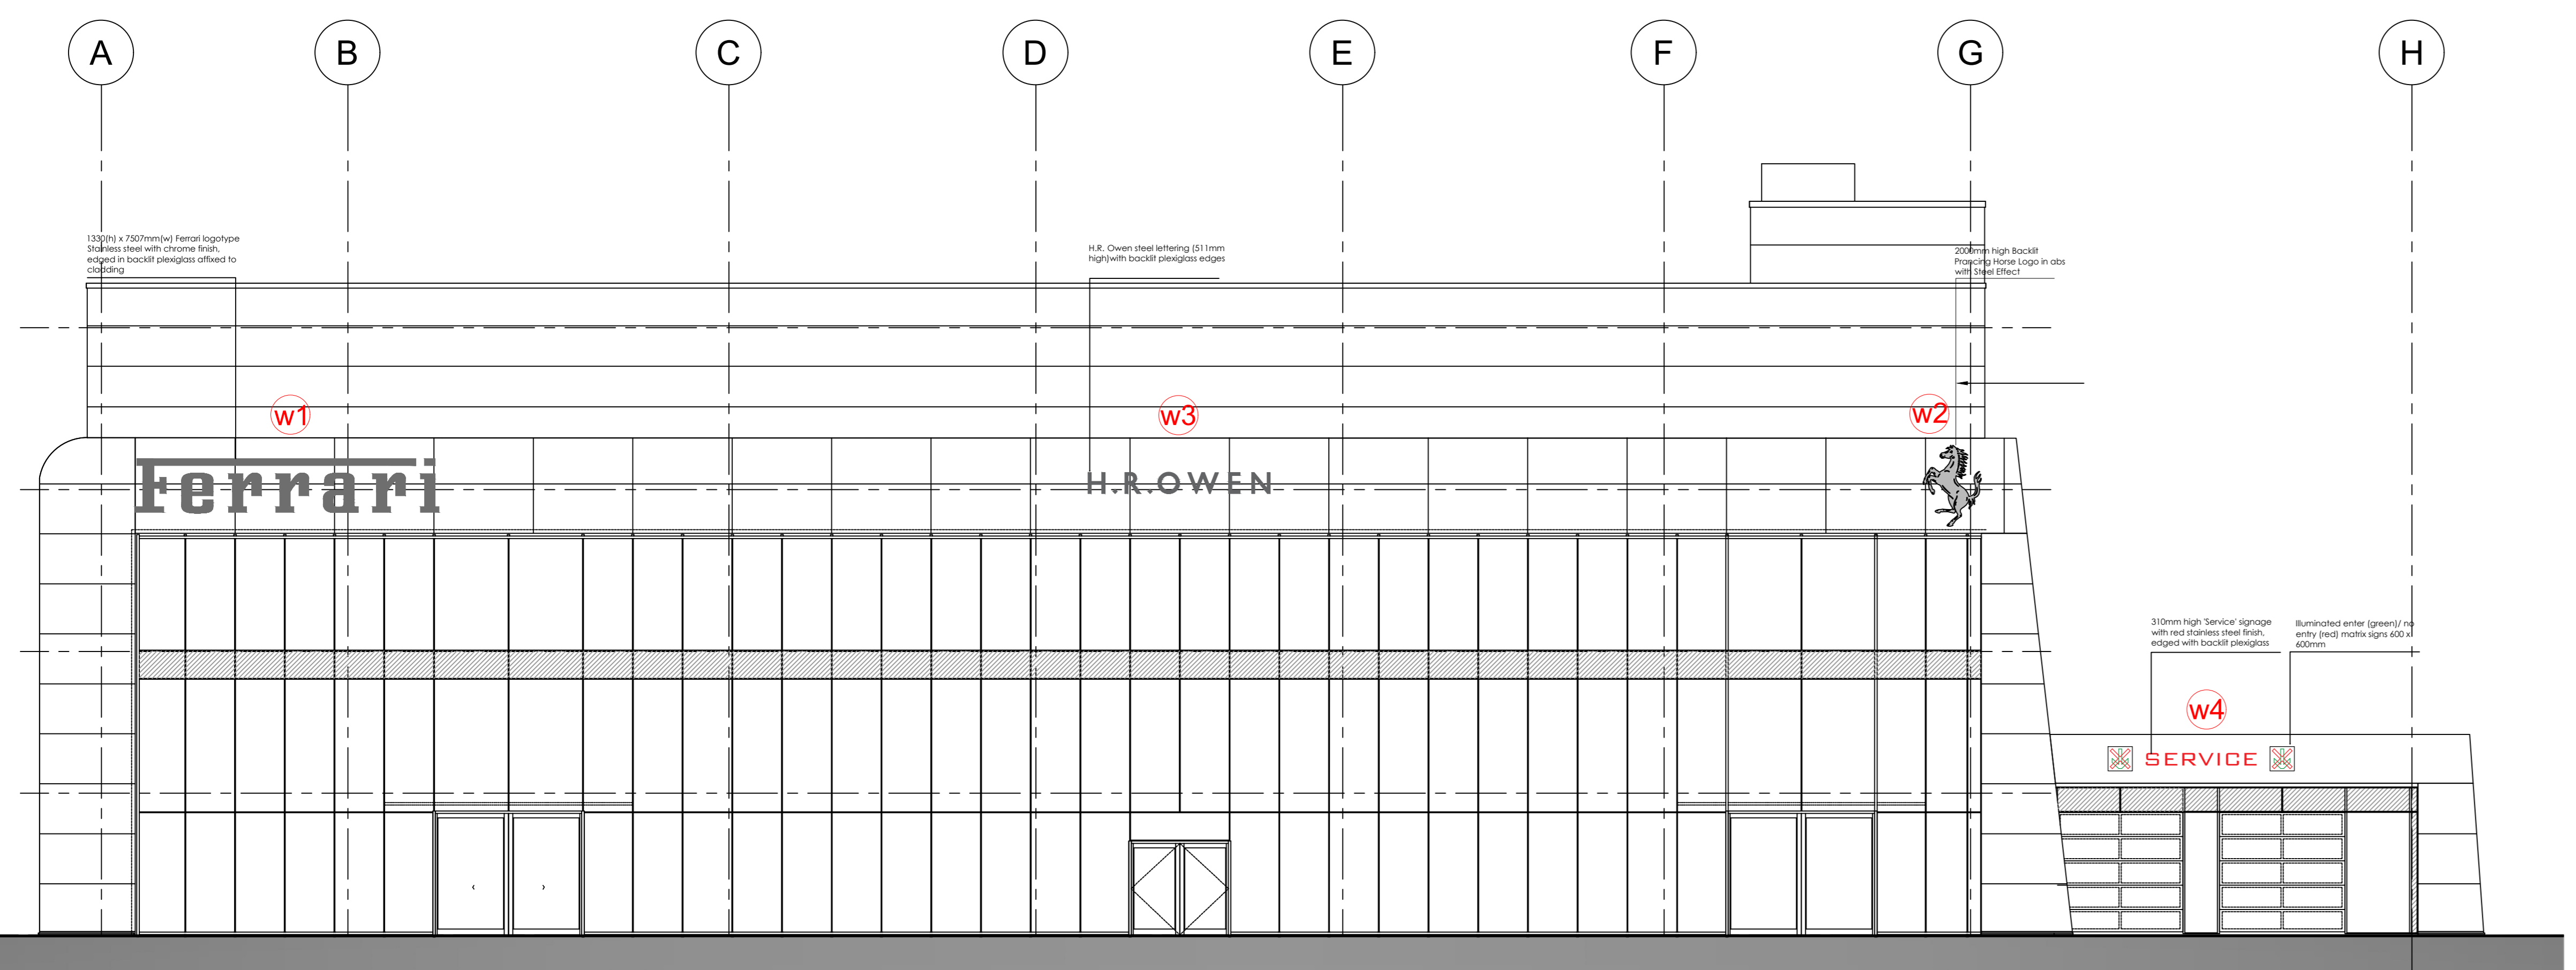 A B C D E F G H
1330(h) x 7507mm(w) Ferrari logotype
Stainless steel with chrome finish,
edged in backlit plexiglass affixed to
cladding
H.R. Owen steel lettering (511mm
high)with backlit plexiglass edges
2000mm high Backlit
Prancing Horse Logo in abs
with Steel Effect
w1 w3 w2
Ferrari
H.R.OWEN
310mm high 'Service' signage
with red stainless steel finish,
edged with backlit plexiglass
Illuminated enter (green)/ no
entry (red) matrix signs 600 x
600mm
w4
SERVICE